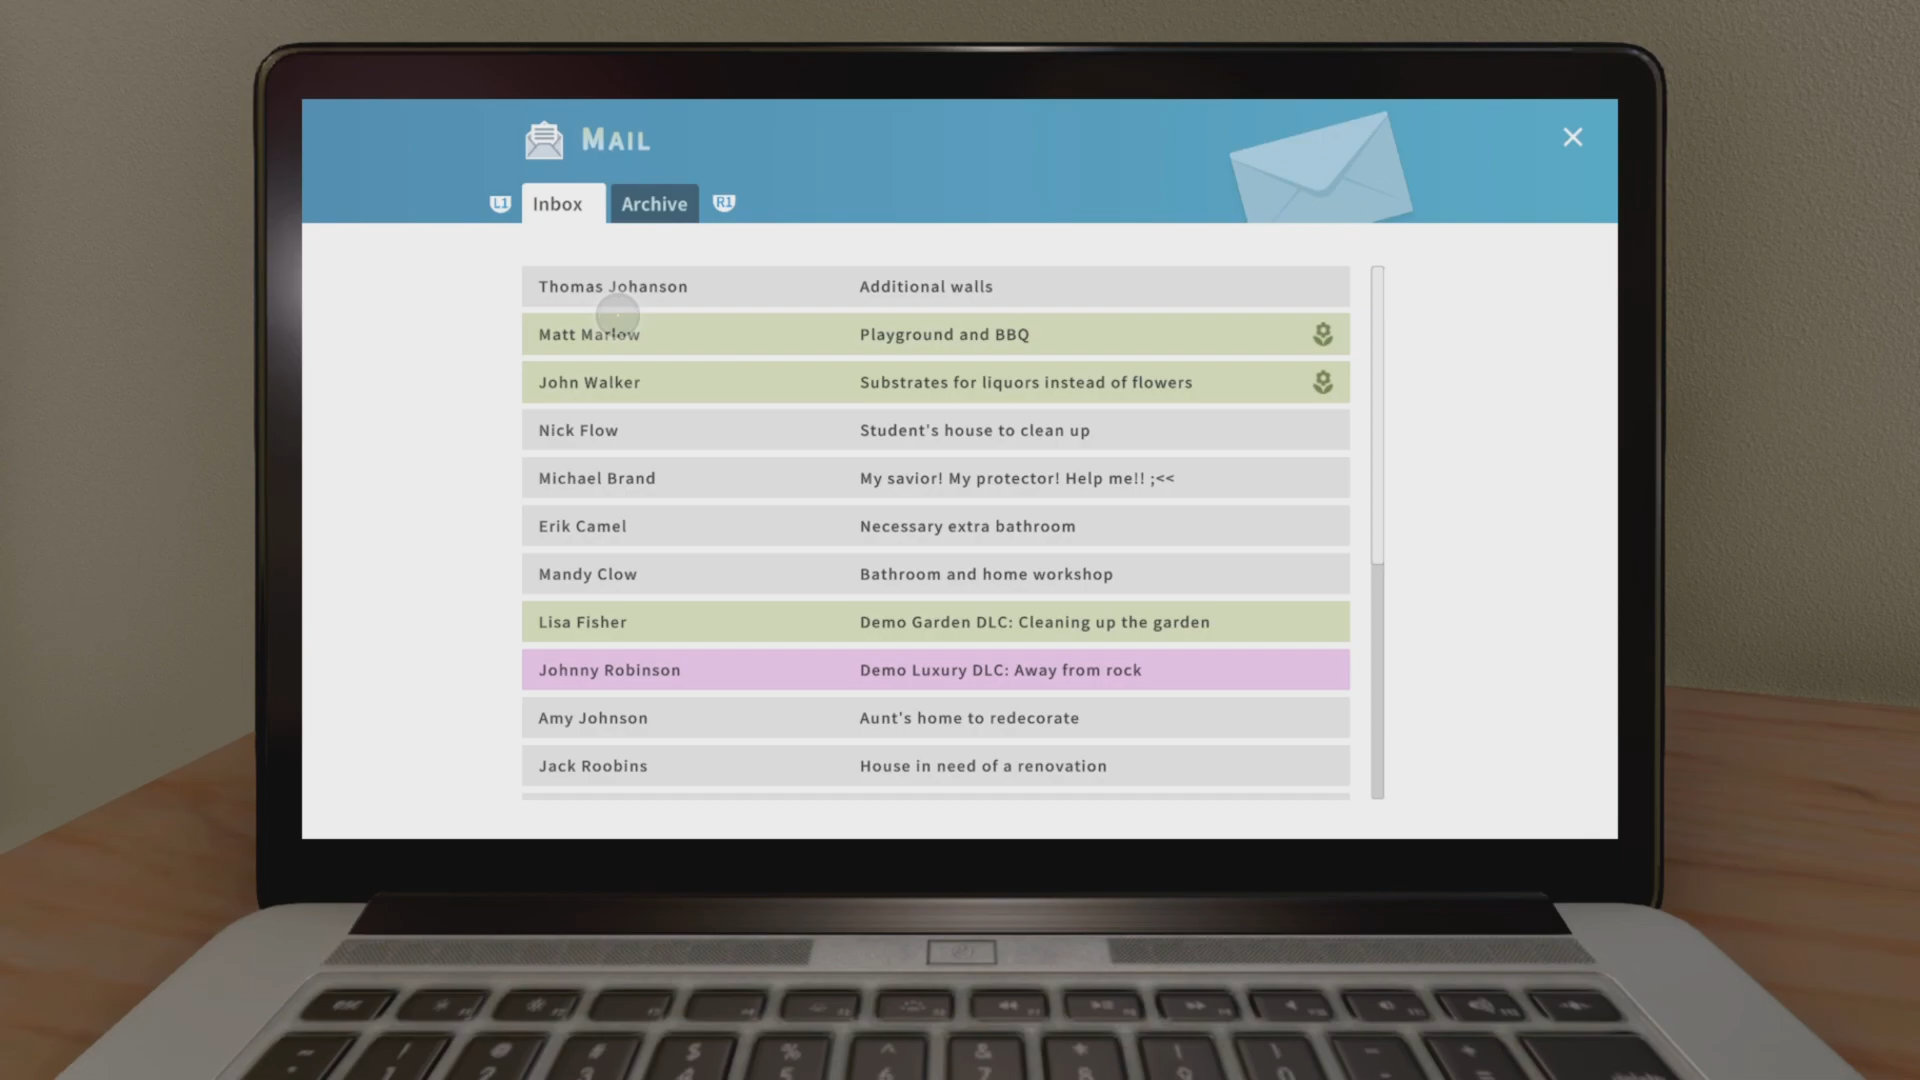 MAIL
L1 Inbox Archive R1
Thomas Johanson Additional walls
Matt Marlow Playground and BBQ
John Walker Substrates for liquors instead of flowers
Nick Flow Student's house to clean up
Michael Brand My savior! My protector! Help me!! ;<<
Erik Camel Necessary extra bathroom
Mandy Clow Bathroom and home workshop
Lisa Fisher Demo Garden DLC: Cleaning up the garden
Johnny Robinson Demo Luxury DLC: Away from rock
Amy Johnson Aunt's home to redecorate
Jack Roobins House in need of a renovation
esc